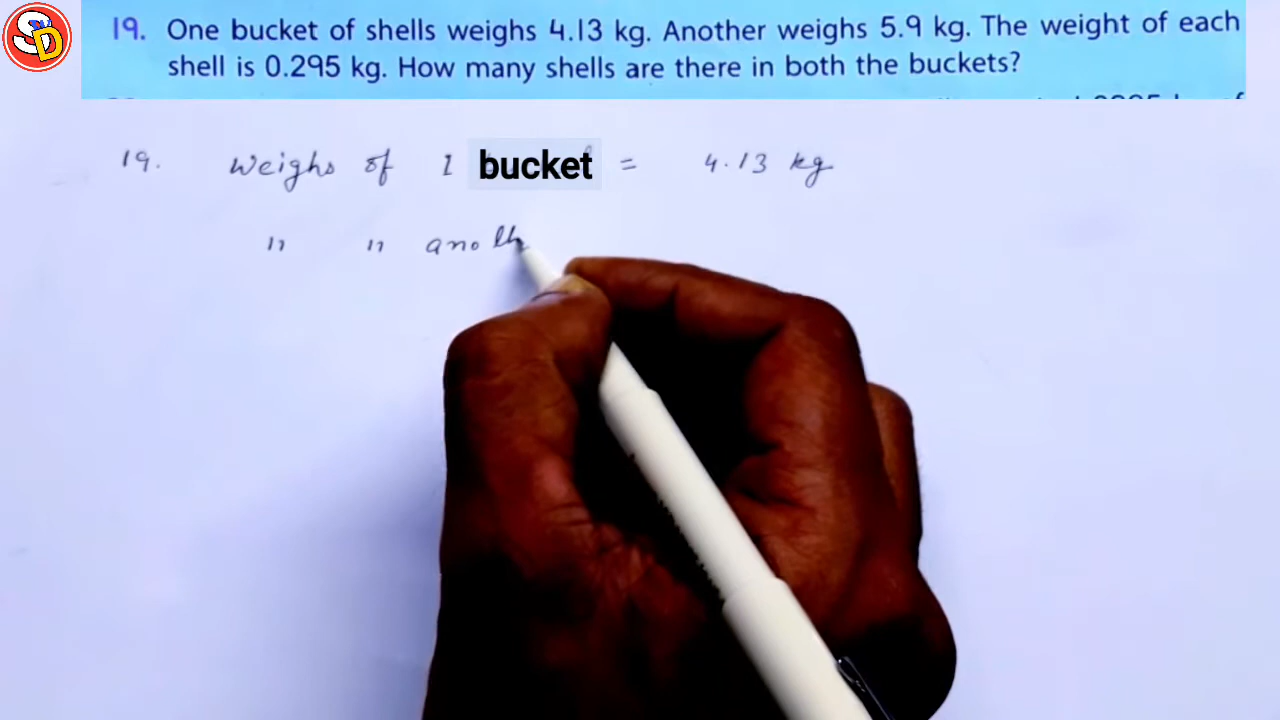 SD
19. One bucket of shells weighs 4.13 kg. Another weighs 5.9 kg. The weight of each
shell is 0.295 kg. How many shells are there in both the buckets?
19. Weighs of 1 bucket = 4.13 kg
" " anoth